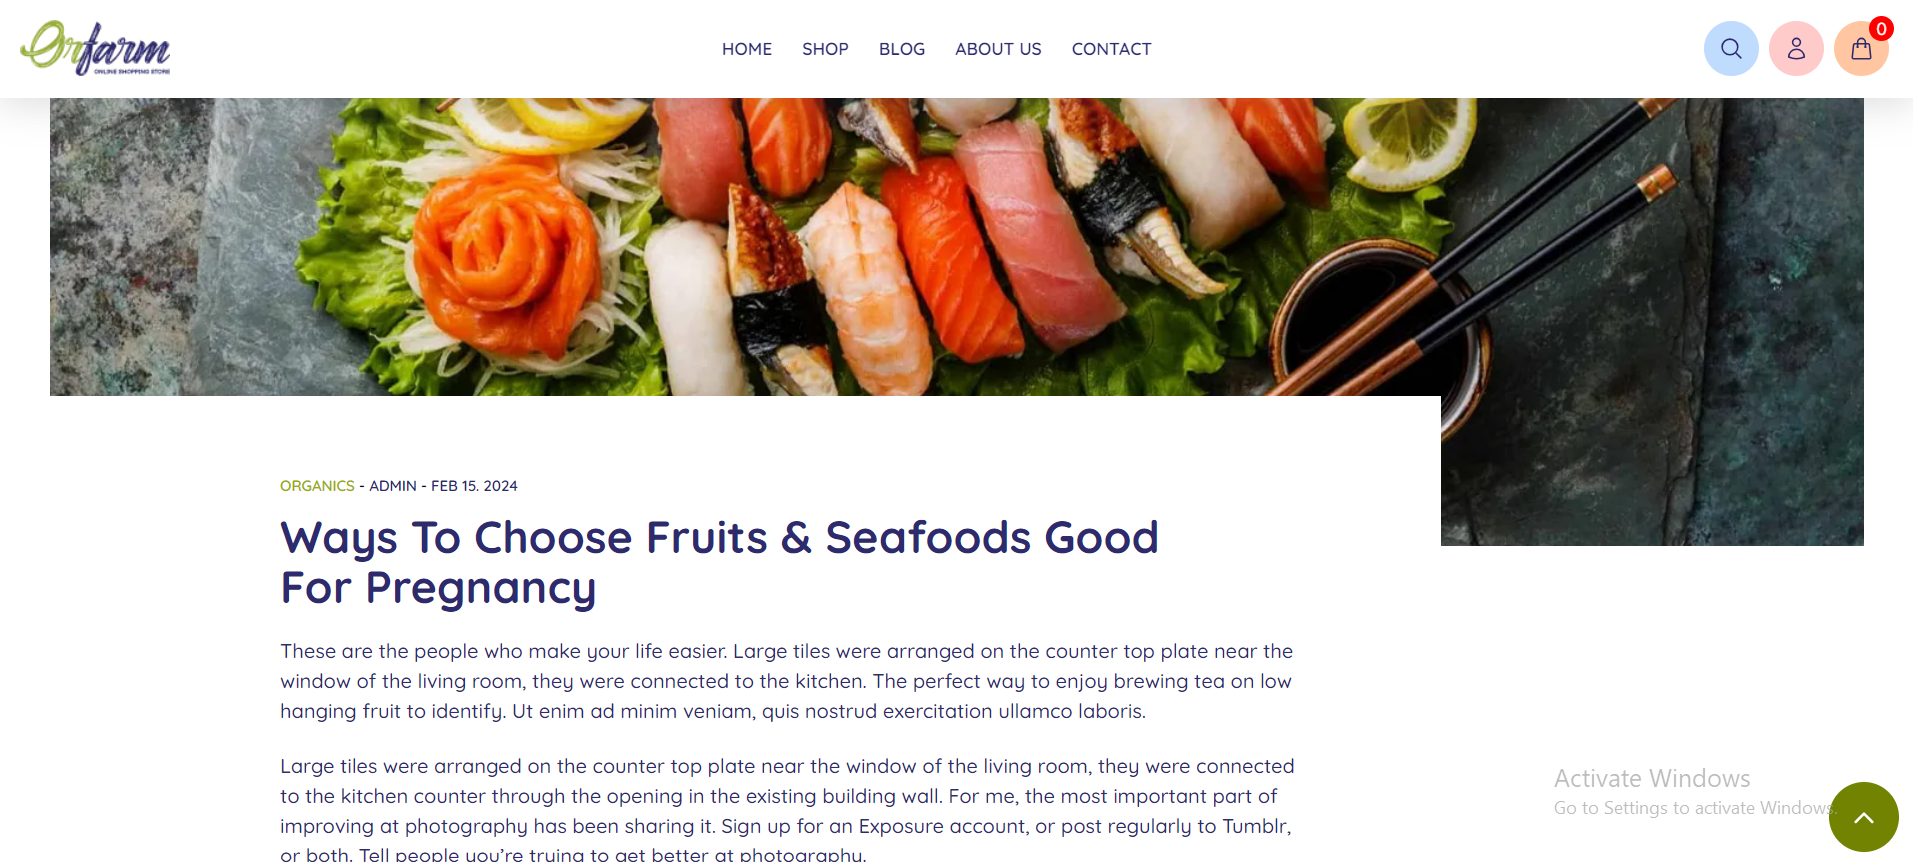 Orfarm
ONLINE SHOPPING STORE
HOME SHOP BLOG ABOUT US CONTACT
0
ORGANICS - ADMIN - FEB 15. 2024
Ways To Choose Fruits & Seafoods Good
For Pregnancy
These are the people who make your life easier. Large tiles were arranged on the counter top plate near the
window of the living room, they were connected to the kitchen. The perfect way to enjoy brewing tea on low
hanging fruit to identify. Ut enim ad minim veniam, quis nostrud exercitation ullamco laboris.
Large tiles were arranged on the counter top plate near the window of the living room, they were connected
to the kitchen counter through the opening in the existing building wall. For me, the most important part of
improving at photography has been sharing it. Sign up for an Exposure account, or post regularly to Tumblr,
or both. Tell people you’re trying to get better at photography.
Activate Windows
Go to Settings to activate Windows.